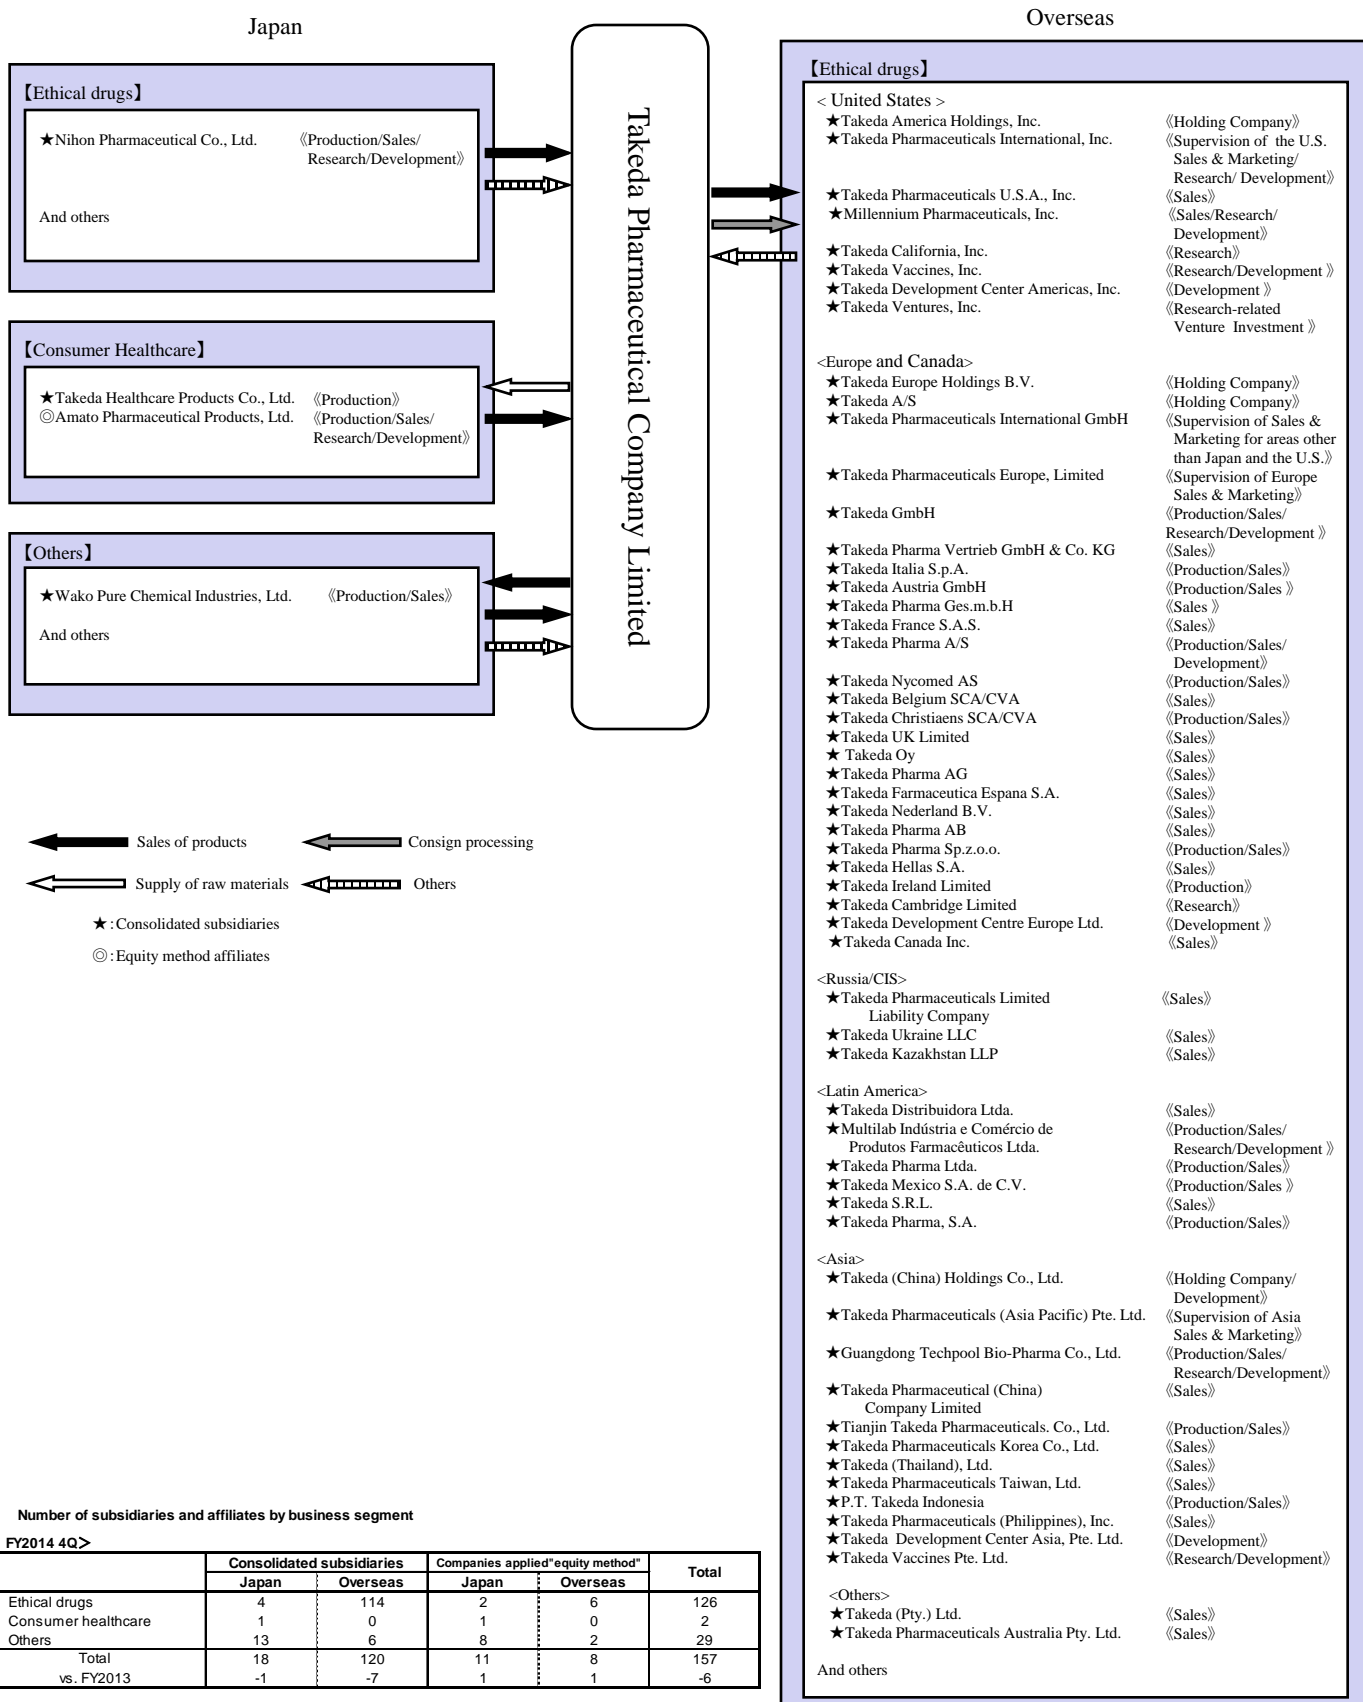 Japan
Overseas
【Ethical drugs】
★Nihon Pharmaceutical Co., Ltd. 《Production/Sales/
Research/Development》
And others
【Consumer Healthcare】
★Takeda Healthcare Products Co., Ltd. 《Production》
◎Amato Pharmaceutical Products, Ltd. 《Production/Sales/
Research/Development》
【Others】
★Wako Pure Chemical Industries, Ltd. 《Production/Sales》
And others
Takeda Pharmaceutical Company Limited
Sales of products
Consign processing
Supply of raw materials
Others
★:Consolidated subsidiaries
◎:Equity method affiliates
【Ethical drugs】
< United States >
★Takeda America Holdings, Inc. 《Holding Company》
★Takeda Pharmaceuticals International, Inc. 《Supervision of the U.S.
Sales & Marketing/
Research/ Development》
★Takeda Pharmaceuticals U.S.A., Inc. 《Sales》
★Millennium Pharmaceuticals, Inc. 《Sales/Research/
Development》
★Takeda California, Inc. 《Research》
★Takeda Vaccines, Inc. 《Research/Development 》
★Takeda Development Center Americas, Inc. 《Development 》
★Takeda Ventures, Inc. 《Research-related
Venture Investment 》
<Europe and Canada>
★Takeda Europe Holdings B.V. 《Holding Company》
★Takeda A/S 《Holding Company》
★Takeda Pharmaceuticals International GmbH 《Supervision of Sales &
Marketing for areas other
than Japan and the U.S.》
★Takeda Pharmaceuticals Europe, Limited 《Supervision of Europe
Sales & Marketing》
★Takeda GmbH 《Production/Sales/
Research/Development 》
★Takeda Pharma Vertrieb GmbH & Co. KG 《Sales》
★Takeda Italia S.p.A. 《Production/Sales》
★Takeda Austria GmbH 《Production/Sales 》
★Takeda Pharma Ges.m.b.H 《Sales 》
★Takeda France S.A.S. 《Sales》
★Takeda Pharma A/S 《Production/Sales/
Development》
★Takeda Nycomed AS 《Production/Sales》
★Takeda Belgium SCA/CVA 《Sales》
★Takeda Christiaens SCA/CVA 《Production/Sales》
★Takeda UK Limited 《Sales》
★ Takeda Oy 《Sales》
★Takeda Pharma AG 《Sales》
★Takeda Farmaceutica Espana S.A. 《Sales》
★Takeda Nederland B.V. 《Sales》
★Takeda Pharma AB 《Sales》
★Takeda Pharma Sp.z.o.o. 《Production/Sales》
★Takeda Hellas S.A. 《Sales》
★Takeda Ireland Limited 《Production》
★Takeda Cambridge Limited 《Research》
★Takeda Development Centre Europe Ltd. 《Development 》
★Takeda Canada Inc. 《Sales》
<Russia/CIS>
★Takeda Pharmaceuticals Limited 《Sales》
Liability Company
★Takeda Ukraine LLC 《Sales》
★Takeda Kazakhstan LLP 《Sales》
<Latin America>
★Takeda Distribuidora Ltda. 《Sales》
★Multilab Indústria e Comércio de 《Production/Sales/
Produtos Farmacêuticos Ltda. Research/Development 》
★Takeda Pharma Ltda. 《Production/Sales》
★Takeda Mexico S.A. de C.V. 《Production/Sales 》
★Takeda S.R.L. 《Sales》
★Takeda Pharma, S.A. 《Production/Sales》
<Asia>
★Takeda (China) Holdings Co., Ltd. 《Holding Company/
Development》
★Takeda Pharmaceuticals (Asia Pacific) Pte. Ltd. 《Supervision of Asia
Sales & Marketing》
★Guangdong Techpool Bio-Pharma Co., Ltd. 《Production/Sales/
Research/Development》
★Takeda Pharmaceutical (China) 《Sales》
Company Limited
★Tianjin Takeda Pharmaceuticals. Co., Ltd. 《Production/Sales》
★Takeda Pharmaceuticals Korea Co., Ltd. 《Sales》
★Takeda (Thailand), Ltd. 《Sales》
★Takeda Pharmaceuticals Taiwan, Ltd. 《Sales》
★P.T. Takeda Indonesia 《Production/Sales》
★Takeda Pharmaceuticals (Philippines), Inc. 《Sales》
★Takeda Development Center Asia, Pte. Ltd. 《Development》
★Takeda Vaccines Pte. Ltd. 《Research/Development》
<Others>
★Takeda (Pty.) Ltd. 《Sales》
★Takeda Pharmaceuticals Australia Pty. Ltd. 《Sales》
And others
Number of subsidiaries and affiliates by business segment
FY2014 4Q>
Consolidated subsidiaries Companies applied"equity method" Total
Japan Overseas Japan Overseas
Ethical drugs 4 114 2 6 126
Consumer healthcare 1 0 1 0 2
Others 13 6 8 2 29
Total 18 120 11 8 157
vs. FY2013 -1 -7 1 1 -6